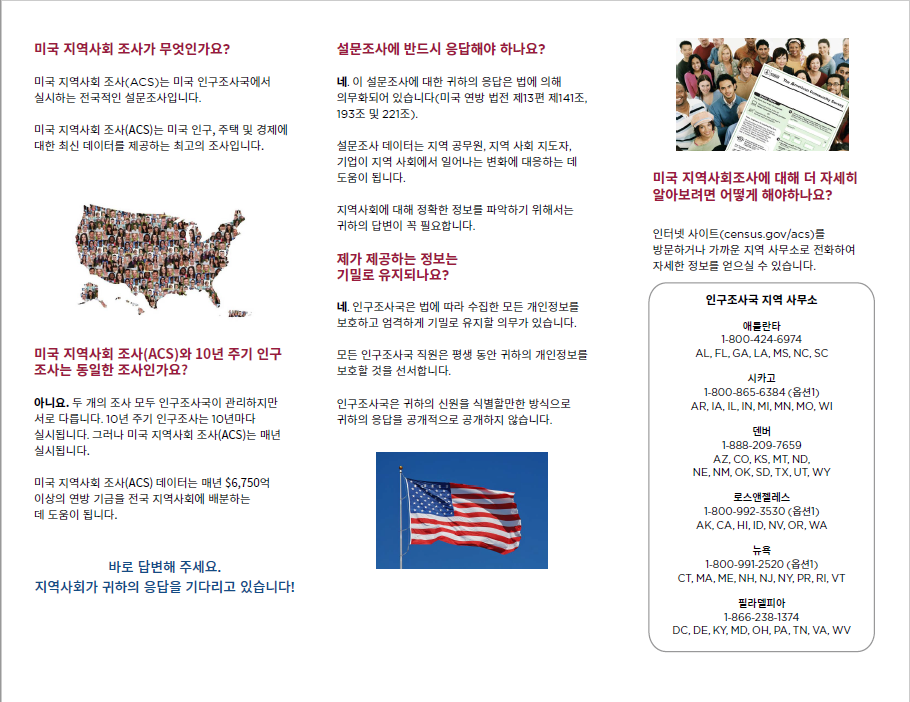 미국 지역사회 조사가 무엇인가요?
미국 지역사회 조사(ACS)는 미국 인구조사국에서
실시하는 전국적인 설문조사입니다.
미국 지역사회 조사(ACS)는 미국 인구, 주택 및 경제에
대한 최신 데이터를 제공하는 최고의 조사입니다.
미국 지역사회 조사(ACS)와 10년 주기 인구
조사는 동일한 조사인가요?
아니요. 두 개의 조사 모두 인구조사국이 관리하지만
서로 다릅니다. 10년 주기 인구조사는 10년마다
실시됩니다. 그러나 미국 지역사회 조사(ACS)는 매년
실시됩니다.
미국 지역사회 조사(ACS) 데이터는 매년 $6,750억
이상의 연방 기금을 전국 지역사회에 배분하는
데 도움이 됩니다.
바로 답변해 주세요.
지역사회가 귀하의 응답을 기다리고 있습니다!
설문조사에 반드시 응답해야 하나요?
네. 이 설문조사에 대한 귀하의 응답은 법에 의해
의무화되어 있습니다(미국 연방 법전 제13편 제141조,
193조 및 221조).
설문조사 데이터는 지역 공무원, 지역 사회 지도자,
기업이 지역 사회에서 일어나는 변화에 대응하는 데
도움이 됩니다.
지역사회에 대해 정확한 정보를 파악하기 위해서는
귀하의 답변이 꼭 필요합니다.
제가 제공하는 정보는
기밀로 유지되나요?
네. 인구조사국은 법에 따라 수집한 모든 개인정보를
보호하고 엄격하게 기밀로 유지할 의무가 있습니다.
모든 인구조사국 직원은 평생 동안 귀하의 개인정보를
보호할 것을 선서합니다.
인구조사국은 귀하의 신원을 식별할만한 방식으로
귀하의 응답을 공개적으로 공개하지 않습니다.
The American Community Survey
미국 지역사회조사에 대해 더 자세히
알아보려면 어떻게 해야하나요?
인터넷 사이트(census.gov/acs)를
방문하거나 가까운 지역 사무소로 전화하여
자세한 정보를 얻으실 수 있습니다.
인구조사국 지역 사무소
애틀란타
1-800-424-6974
AL, FL, GA, LA, MS, NC, SC
시카고
1-800-865-6384 (옵션1)
AR, IA, IL, IN, MI, MN, MO, WI
덴버
1-888-209-7659
AZ, CO, KS, MT, ND,
NE, NM, OK, SD, TX, UT, WY
로스앤젤레스
1-800-992-3530 (옵션1)
AK, CA, HI, ID, NV, OR, WA
뉴욕
1-800-991-2520 (옵션1)
CT, MA, ME, NH, NJ, NY, PR, RI, VT
필라델피아
1-866-238-1374
DC, DE, KY, MD, OH, PA, TN, VA, WV